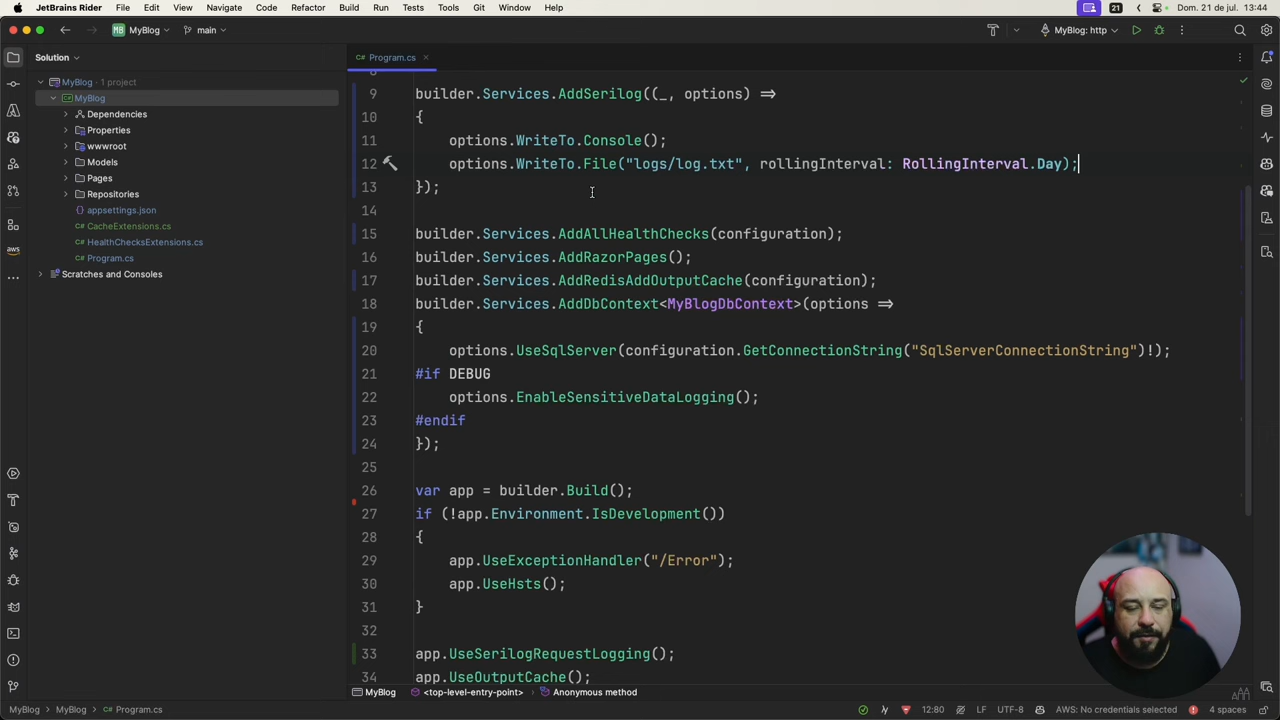 JetBrains Rider File Edit View Navigate Code Refactor Build Run Tests Tools Git Window Help 21 Dom. 21 de jul. 13:44
MB MyBlog main MyBlog: http
Solution
C# Program.cs
MyBlog 1 project
MyBlog
Dependencies
Properties
wwwroot
Models
Pages
Repositories
appsettings.json
C# CacheExtensions.cs
C# HealthChecksExtensions.cs
C# Program.cs
Scratches and Consoles
aws
9 builder.Services.AddSerilog((_, options) =>
10 {
11 options.WriteTo.Console();
12 options.WriteTo.File("logs/log.txt", rollingInterval: RollingInterval.Day);
13 });
14
15 builder.Services.AddAllHealthChecks(configuration);
16 builder.Services.AddRazorPages();
17 builder.Services.AddRedisAddOutputCache(configuration);
18 builder.Services.AddDbContext<MyBlogDbContext>(options =>
19 {
20 options.UseSqlServer(configuration.GetConnectionString("SqlServerConnectionString")!);
21 #if DEBUG
22 options.EnableSensitiveDataLogging();
23 #endif
24 });
25
26 var app = builder.Build();
27 if (!app.Environment.IsDevelopment())
28 {
29 app.UseExceptionHandler("/Error");
30 app.UseHsts();
31 }
32
33 app.UseSerilogRequestLogging();
34 app.UseOutputCache();
MyBlog <top-level-entry-point> Anonymous method
MyBlog MyBlog C# Program.cs 12:80 LF UTF-8 AWS: No credentials selected 4 spaces